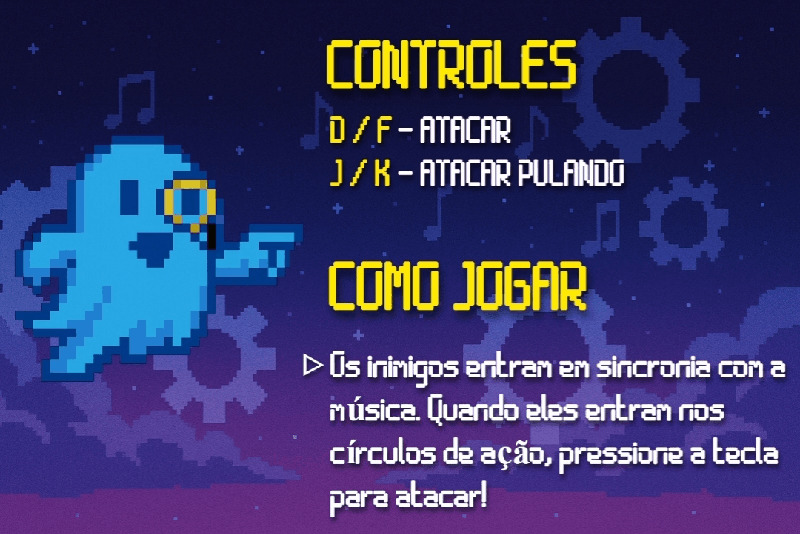 CONTROLES
D / F - ATACAR
J / K - ATACAR PULANDO
COMO JOGAR
▷ Os inimigos entram em sincronia com a
música. Quando eles entram nos
círculos de ação, pressione a tecla
para atacar!